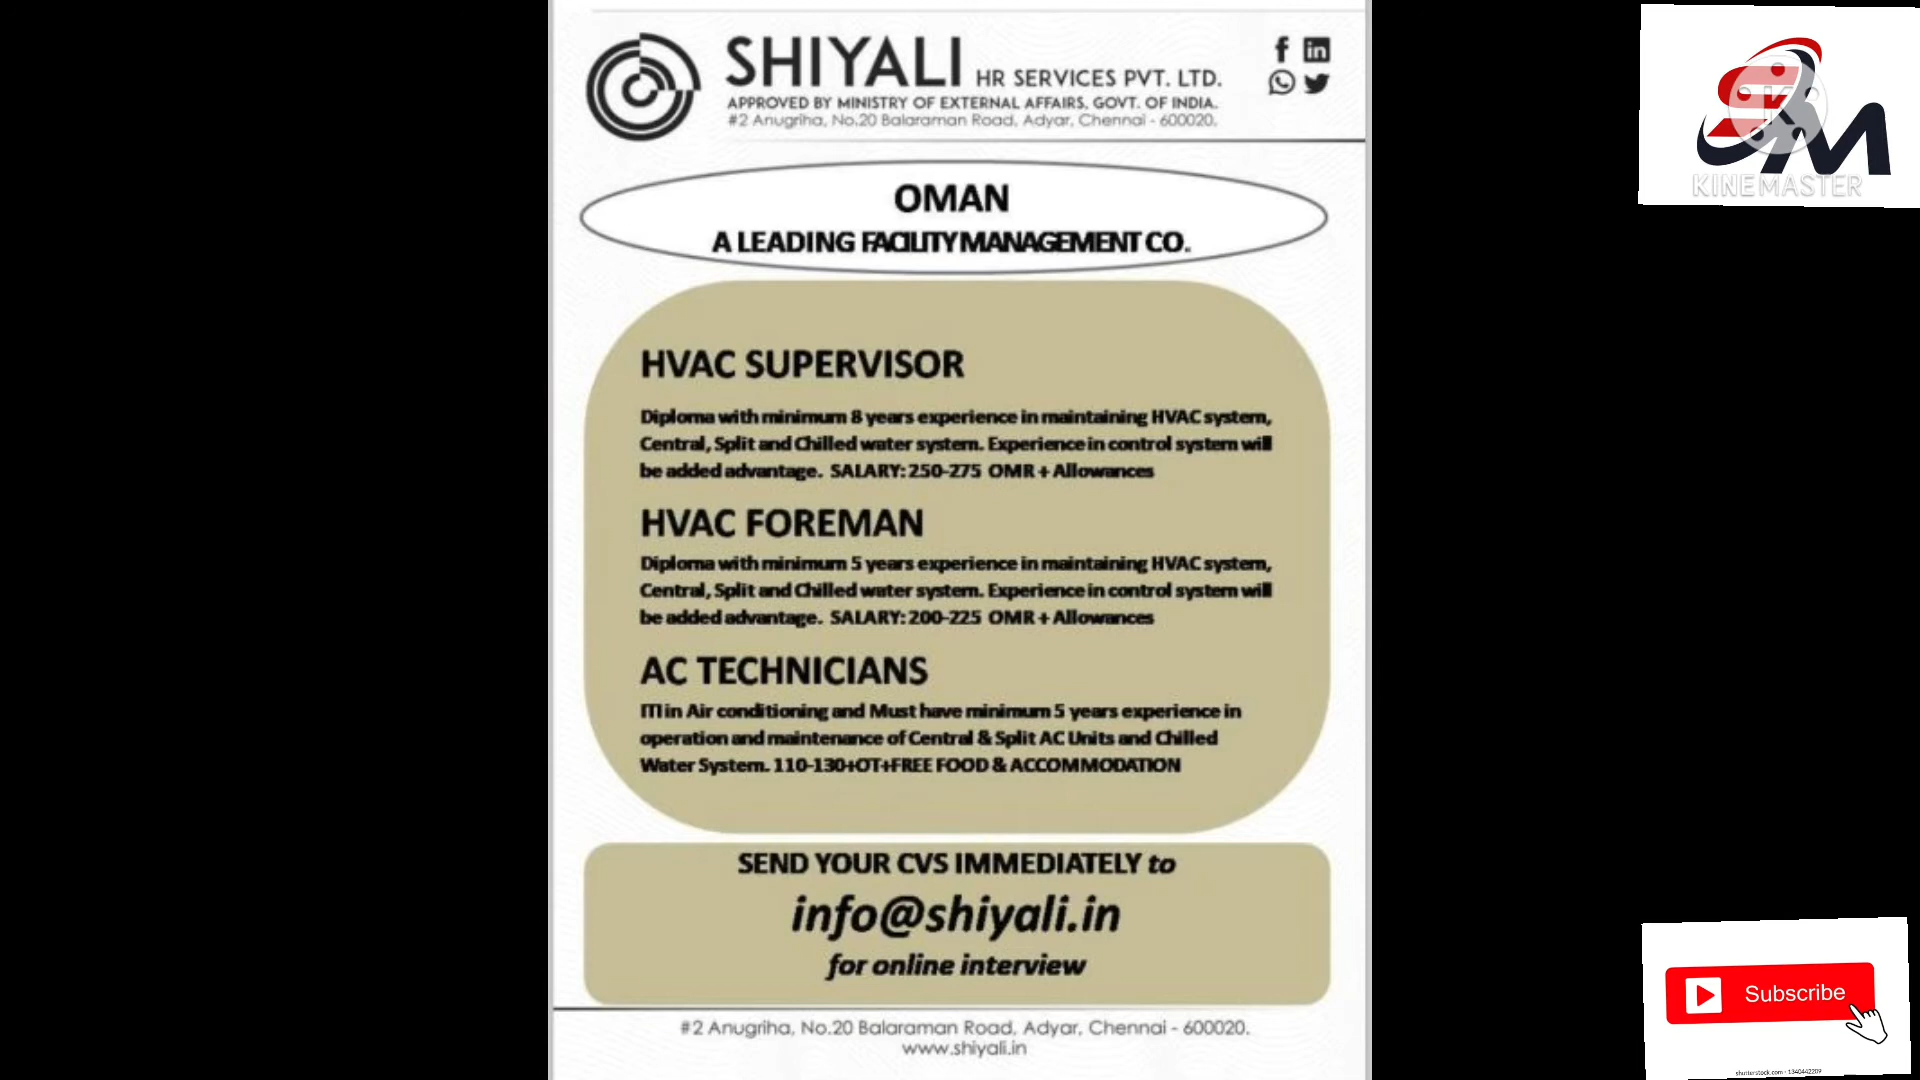 SHIYALI HR SERVICES PVT. LTD.
APPROVED BY MINISTRY OF EXTERNAL AFFAIRS, GOVT. OF INDIA.
#2 Anugriha, No.20 Balaraman Road, Adyar, Chennai - 600020.
OMAN
A LEADING FACILITY MANAGEMENT CO.
HVAC SUPERVISOR
Diploma with minimum 8 years experience in maintaining HVAC system,
Central, Split and Chilled water system. Experience in control system will
be added advantage. SALARY: 250-275 OMR + Allowances
HVAC FOREMAN
Diploma with minimum 5 years experience in maintaining HVAC system,
Central, Split and Chilled water system. Experience in control system will
be added advantage. SALARY: 200-225 OMR + Allowances
AC TECHNICIANS
ITI in Air conditioning and Must have minimum 5 years experience in
operation and maintenance of Central & Split AC Units and Chilled
Water System. 110-130+OT+FREE FOOD & ACCOMMODATION
SEND YOUR CVS IMMEDIATELY to
info@shiyali.in
for online interview
#2 Anugriha, No.20 Balaraman Road, Adyar, Chennai - 600020.
www.shiyali.in
SM
K
KINEMASTER
Subscribe
shutterstock.com · 1340442209